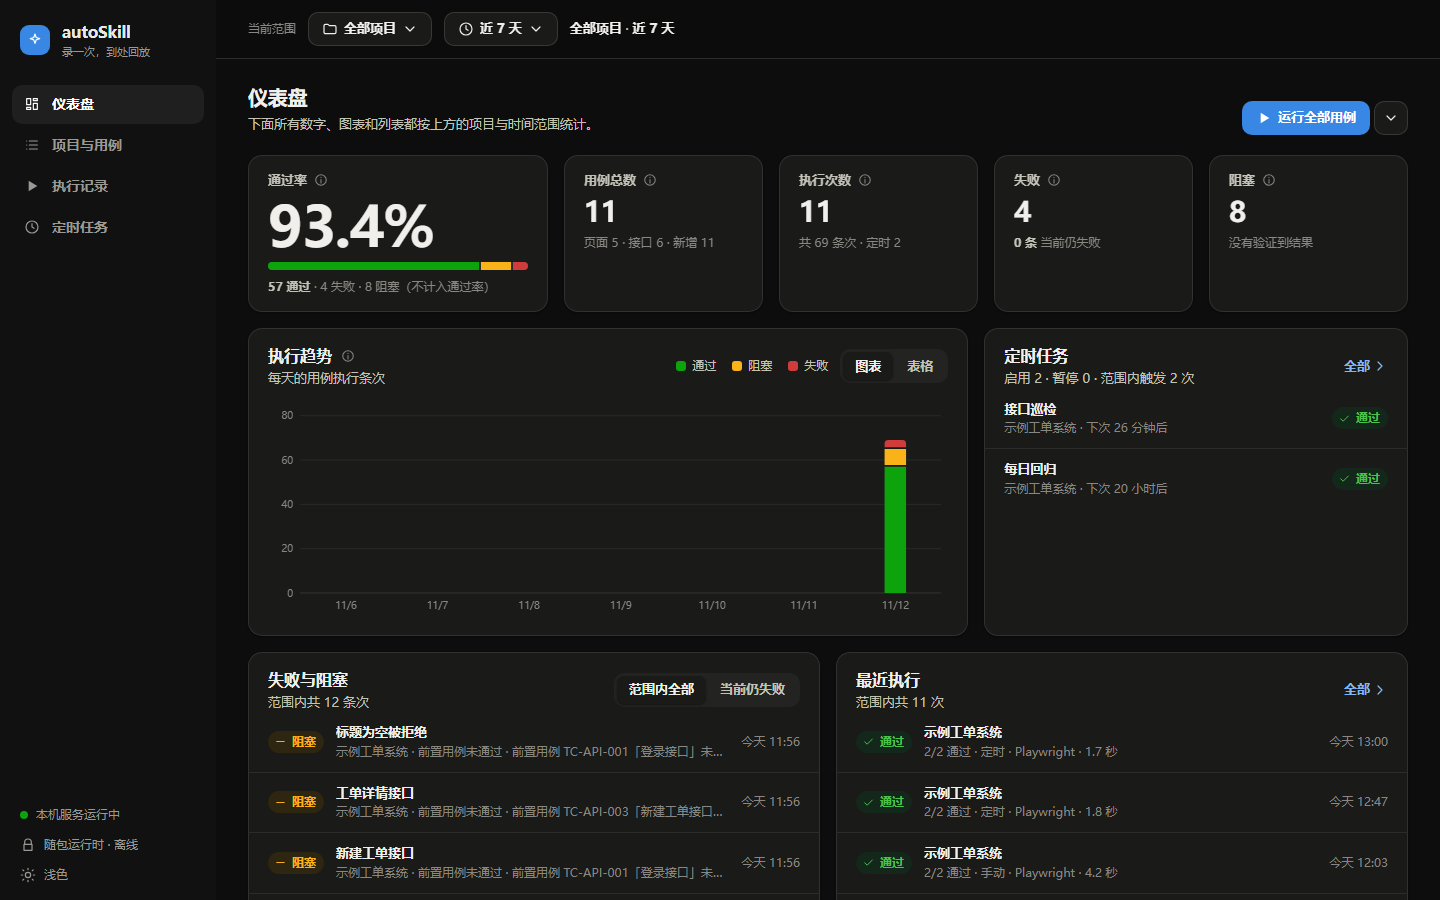 autoSkill
录一次，到处回放
仪表盘
项目与用例
执行记录
定时任务
本机服务运行中
随包运行时 · 离线
浅色
当前范围
全部项目
近 7 天
全部项目 · 近 7 天
仪表盘
下面所有数字、图表和列表都按上方的项目与时间范围统计。
运行全部用例
通过率
93.4%
57 通过 · 4 失败 · 8 阻塞（不计入通过率）
用例总数
11
页面 5 · 接口 6 · 新增 11
执行次数
11
共 69 条次 · 定时 2
失败
4
0 条 当前仍失败
阻塞
8
没有验证到结果
执行趋势
每天的用例执行条次
通过
阻塞
失败
图表
表格
80
60
40
20
0
11/6
11/7
11/8
11/9
11/10
11/11
11/12
定时任务
启用 2 · 暂停 0 · 范围内触发 2 次
全部
接口巡检
示例工单系统 · 下次 26 分钟后
通过
每日回归
示例工单系统 · 下次 20 小时后
通过
失败与阻塞
范围内共 12 条次
范围内全部
当前仍失败
阻塞
标题为空被拒绝
示例工单系统 · 前置用例未通过 · 前置用例 TC-API-001「登录接口」未...
今天 11:56
阻塞
工单详情接口
示例工单系统 · 前置用例未通过 · 前置用例 TC-API-003「新建工单接口...
今天 11:56
阻塞
新建工单接口
示例工单系统 · 前置用例未通过 · 前置用例 TC-API-001「登录接口」未...
今天 11:56
最近执行
范围内共 11 次
全部
通过
示例工单系统
2/2 通过 · 定时 · Playwright · 1.7 秒
今天 13:00
通过
示例工单系统
2/2 通过 · 定时 · Playwright · 1.8 秒
今天 12:47
通过
示例工单系统
2/2 通过 · 手动 · Playwright · 4.2 秒
今天 12:03